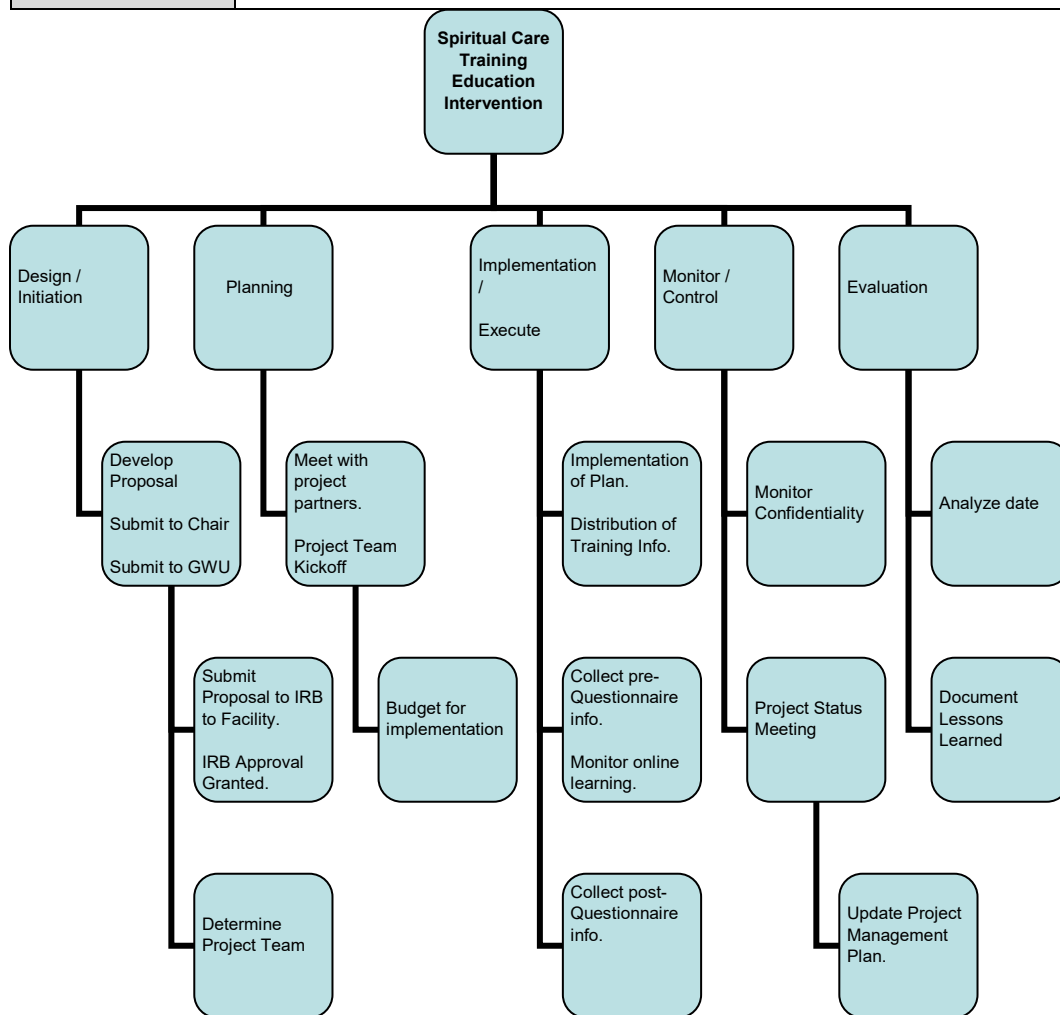 Spiritual Care
Training
Education
Intervention
Design /
Initiation
Planning
Implementation
/
Execute
Monitor /
Control
Evaluation
Develop
Proposal
Submit to Chair
Submit to GWU
Meet with
project
partners.
Project Team
Kickoff
Implementation
of Plan.
Distribution of
Training Info.
Monitor
Confidentiality
Analyze date
Submit
Proposal to IRB
to Facility.
IRB Approval
Granted.
Budget for
implementation
Collect pre-
Questionnaire
info.
Monitor online
learning.
Project Status
Meeting
Document
Lessons
Learned
Determine
Project Team
Collect post-
Questionnaire
info.
Update Project
Management
Plan.